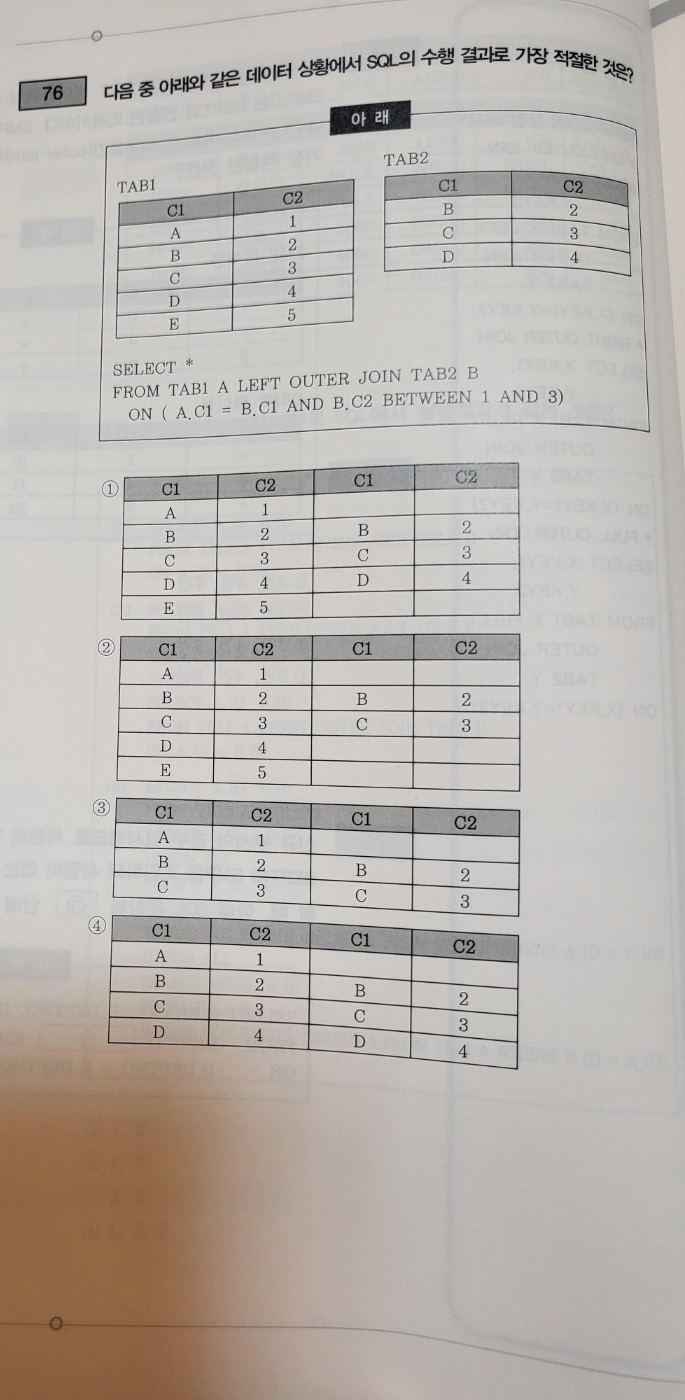 76 다음 중 아래와 같은 데이터 상황에서 SQL의 수행 결과로 가장 적절한 것은?
아 래
TAB1
C1 C2
A 1
B 2
C 3
D 4
E 5
TAB2
C1 C2
B 2
C 3
D 4
SELECT *
FROM TAB1 A LEFT OUTER JOIN TAB2 B
ON ( A.C1 = B.C1 AND B.C2 BETWEEN 1 AND 3)
①
C1 C2 C1 C2
A 1
B 2 B 2
C 3 C 3
D 4 D 4
E 5
②
C1 C2 C1 C2
A 1
B 2 B 2
C 3 C 3
D 4
E 5
③
C1 C2 C1 C2
A 1
B 2 B 2
C 3 C 3
④
C1 C2 C1 C2
A 1
B 2 B 2
C 3 C 3
D 4 D 4